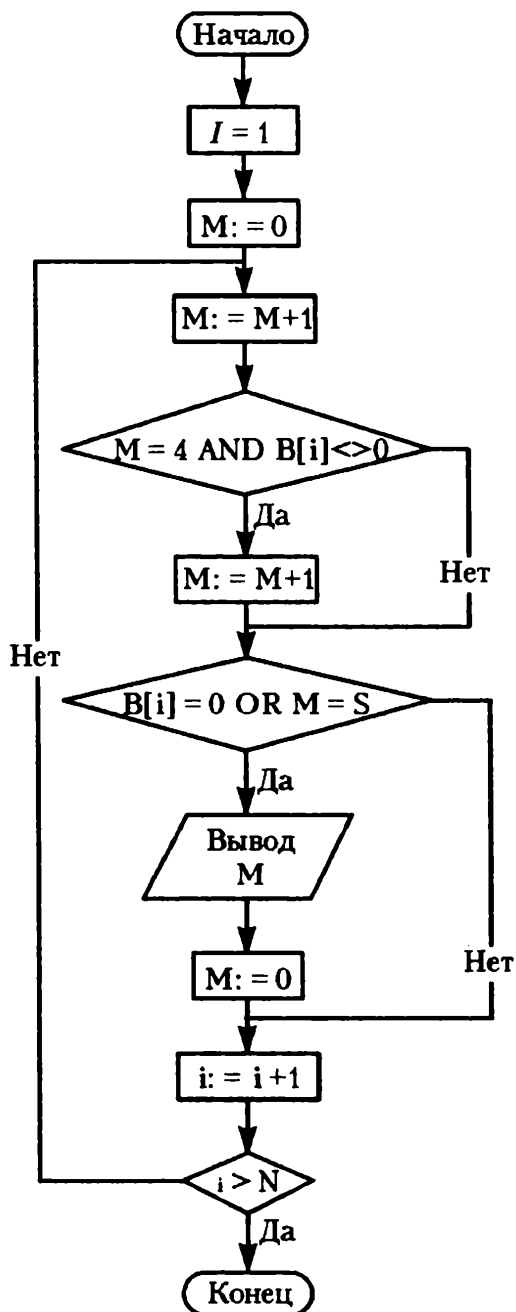 Начало
I = 1
M: = 0
M: = M+1
M = 4 AND B[i]<>0
Да
Нет
M: = M+1
Нет
B[i] = 0 OR M = S
Да
Вывод
M
Нет
M: = 0
i: = i +1
i > N
Да
Конец